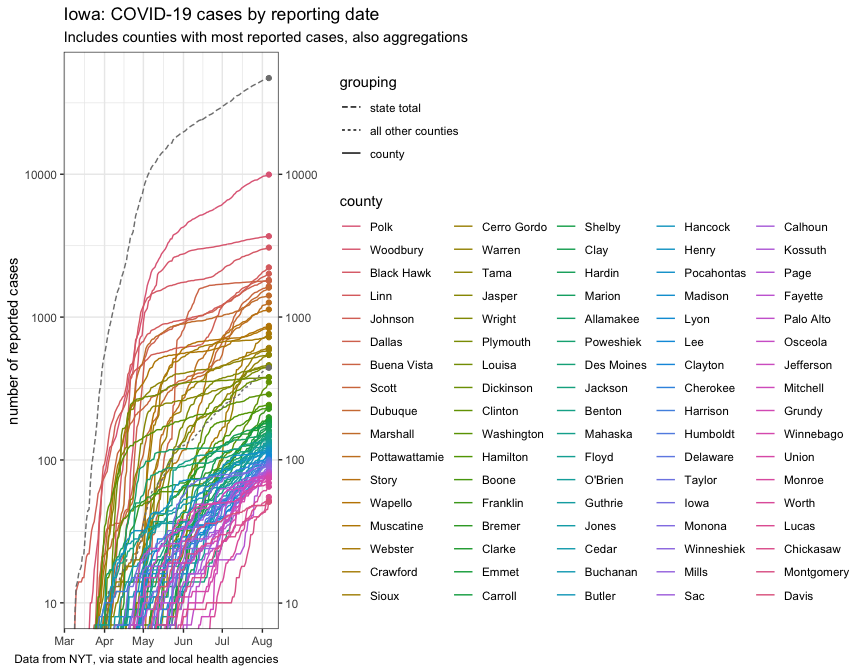 Iowa: COVID-19 cases by reporting date
Includes counties with most reported cases, also aggregations
number of reported cases
10000
1000
100
10
10000
1000
100
10
Mar Apr May Jun Jul Aug
Data from NYT, via state and local health agencies
grouping
state total
all other counties
county
county
Polk Cerro Gordo Shelby Hancock Calhoun
Woodbury Warren Clay Henry Kossuth
Black Hawk Tama Hardin Pocahontas Page
Linn Jasper Marion Madison Fayette
Johnson Wright Allamakee Lyon Palo Alto
Dallas Plymouth Poweshiek Lee Osceola
Buena Vista Louisa Des Moines Clayton Jefferson
Scott Dickinson Jackson Cherokee Mitchell
Dubuque Clinton Benton Harrison Grundy
Marshall Washington Mahaska Humboldt Winnebago
Pottawattamie Hamilton Floyd Delaware Union
Story Boone O'Brien Taylor Monroe
Wapello Franklin Guthrie Iowa Worth
Muscatine Bremer Jones Monona Lucas
Webster Clarke Cedar Winneshiek Chickasaw
Crawford Emmet Buchanan Mills Montgomery
Sioux Carroll Butler Sac Davis